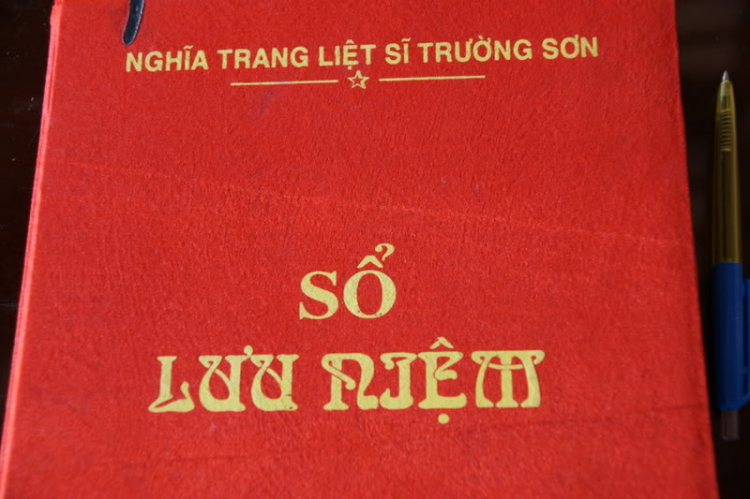 NGHĨA TRANG LIỆT SĨ TRƯỜNG SƠN
SỔ
LƯU NIỆM